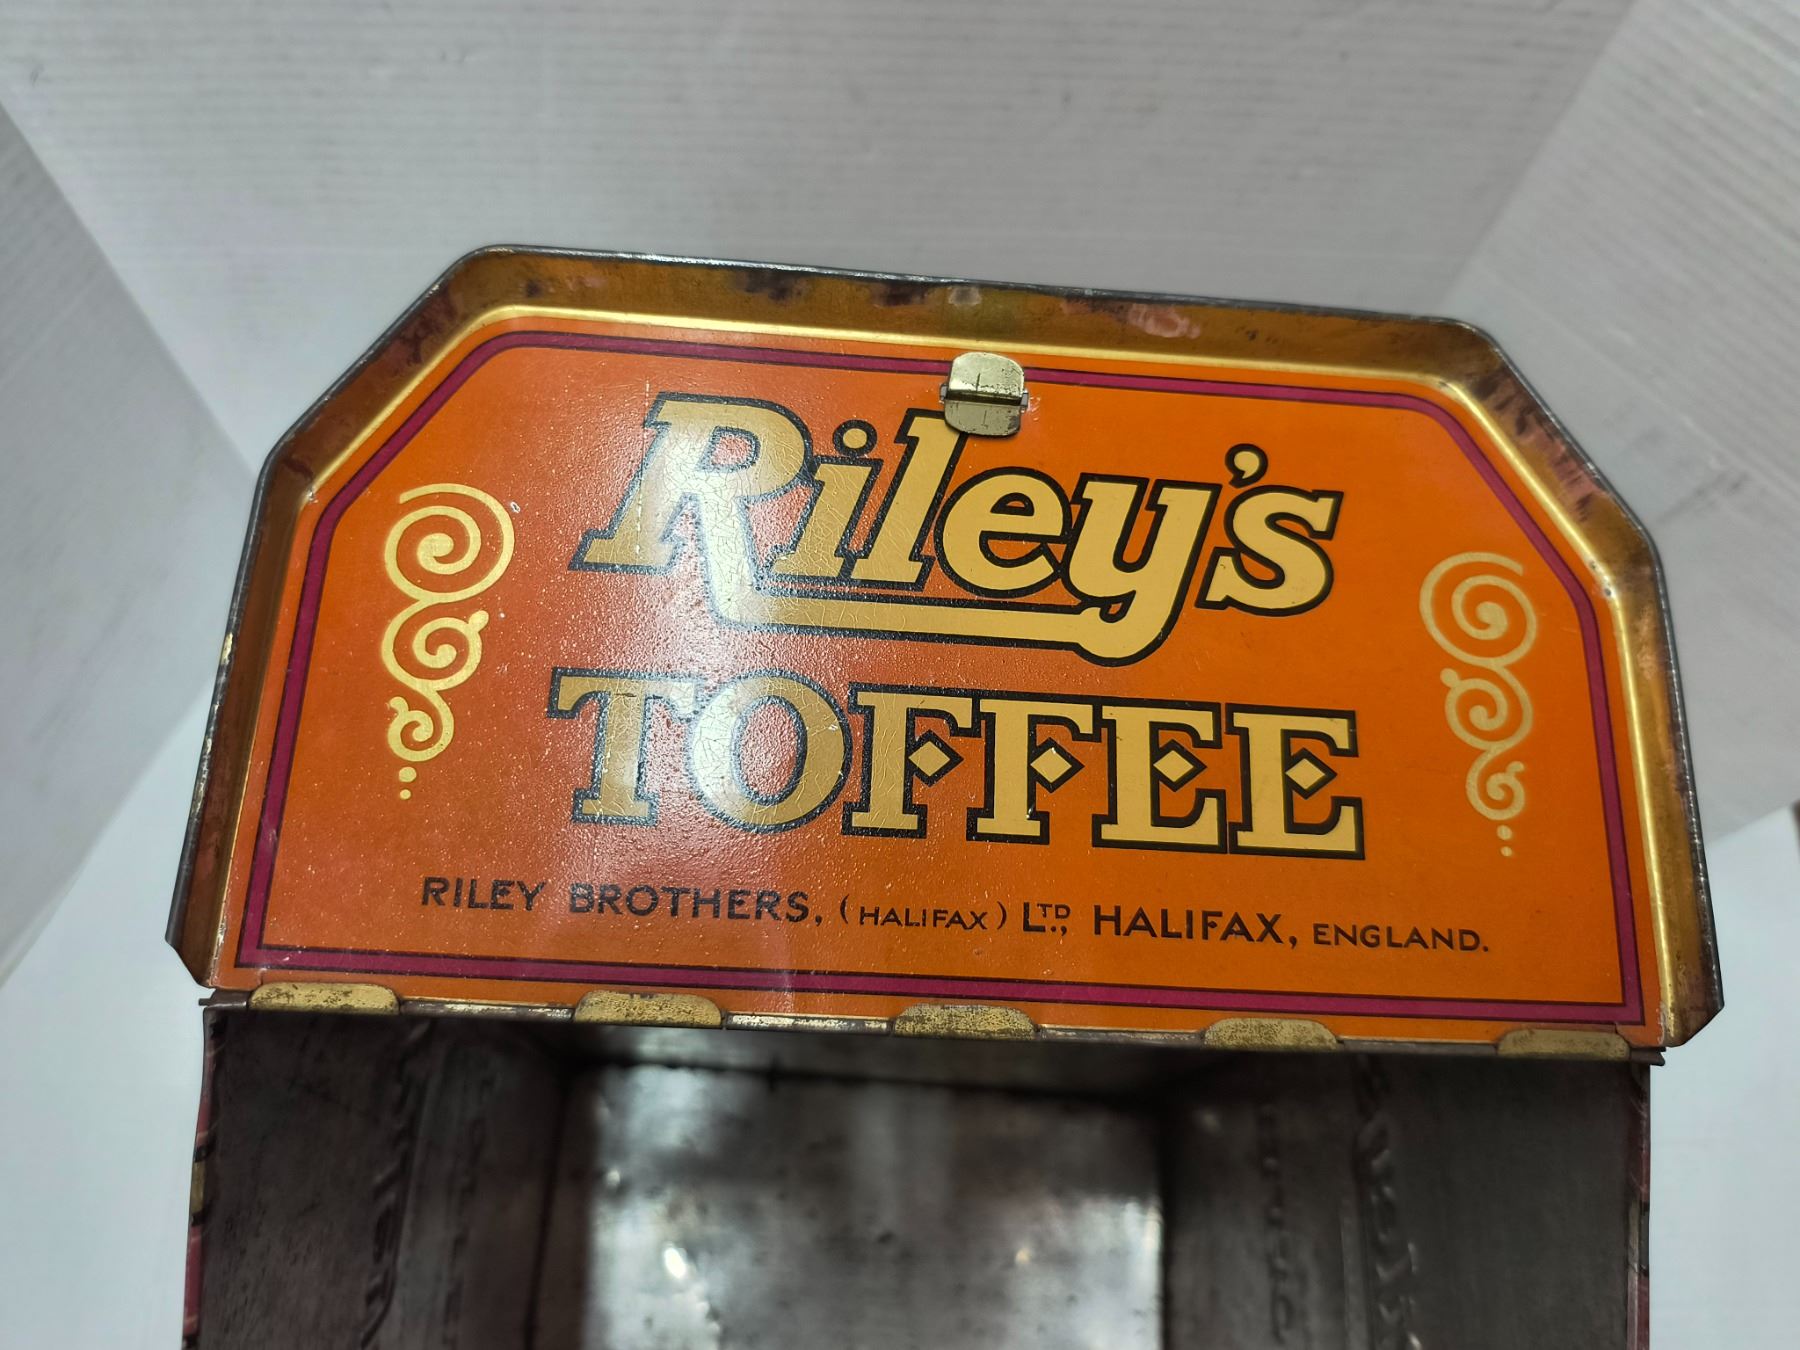 Riley's
TOFFEE
RILEY BROTHERS, (HALIFAX) LTD., HALIFAX, ENGLAND.